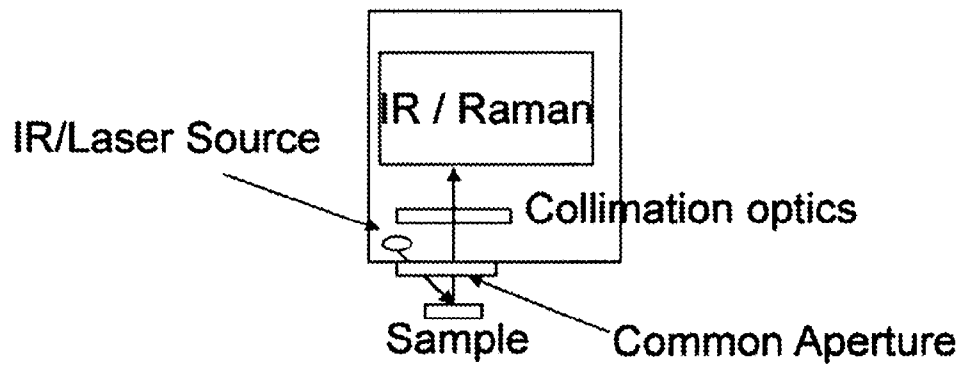 IR / Raman
IR/Laser Source
Collimation optics
Sample
Common Aperture